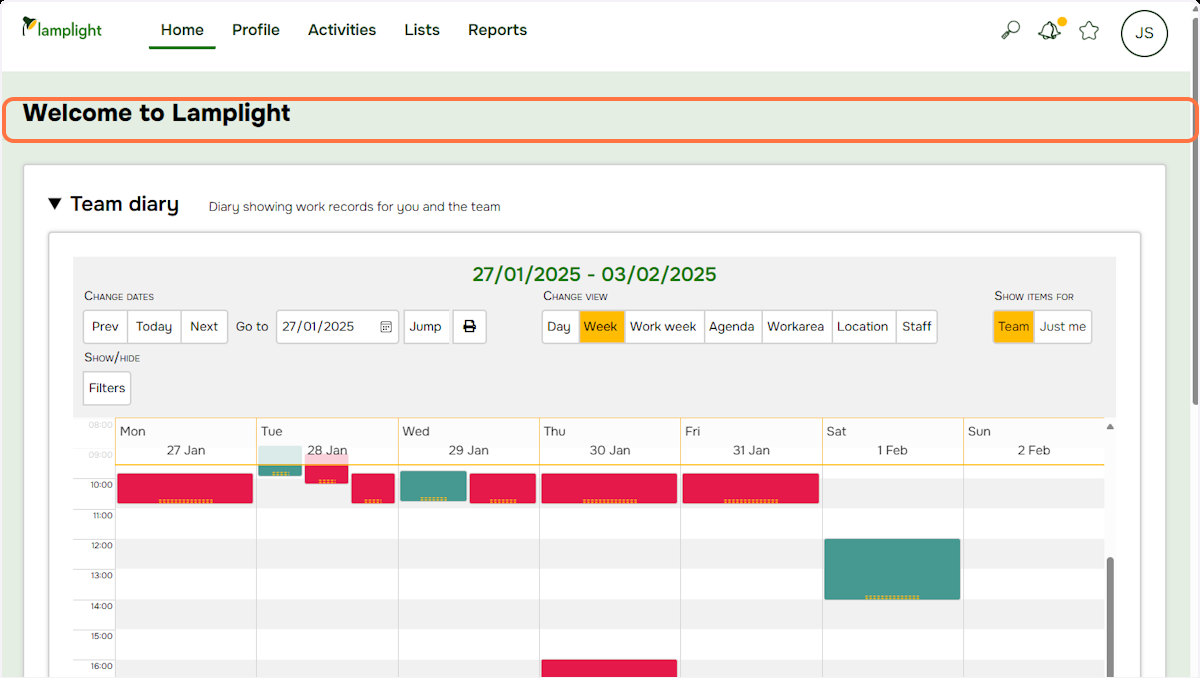 lamplight
Home Profile Activities Lists Reports
JS
Welcome to Lamplight
Team diary Diary showing work records for you and the team
27/01/2025 - 03/02/2025
Change dates Change view Show items for
Prev Today Next Go to 27/01/2025 Jump Day Week Work week Agenda Workarea Location Staff Team Just me
Show/hide
Filters
08:00 Mon Tue Wed Thu Fri Sat Sun
09:00 27 Jan 28 Jan 29 Jan 30 Jan 31 Jan 1 Feb 2 Feb
10:00
11:00
12:00
13:00
14:00
15:00
16:00